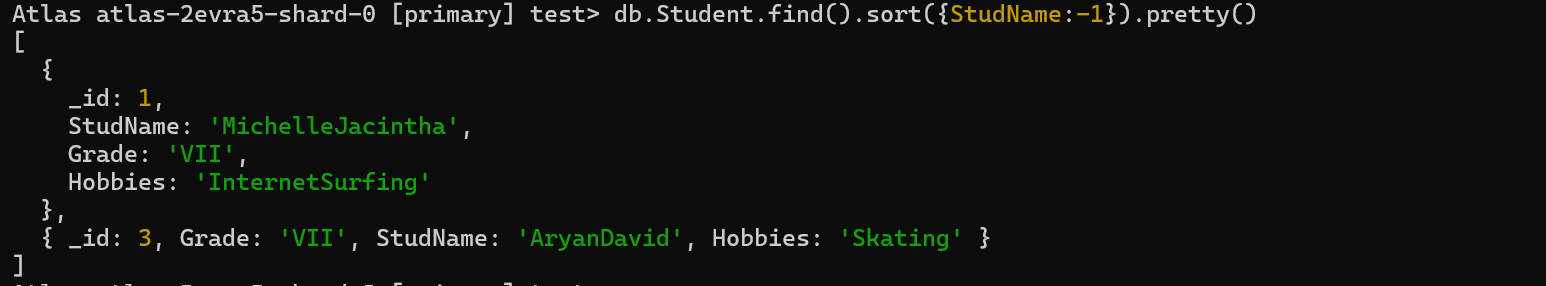 Atlas atlas-2evra5-shard-0 [primary] test> db.Student.find().sort({StudName:-1}).pretty()
[
  {
    _id: 1,
    StudName: 'MichelleJacintha',
    Grade: 'VII',
    Hobbies: 'InternetSurfing'
  },
  { _id: 3, Grade: 'VII', StudName: 'AryanDavid', Hobbies: 'Skating' }
]